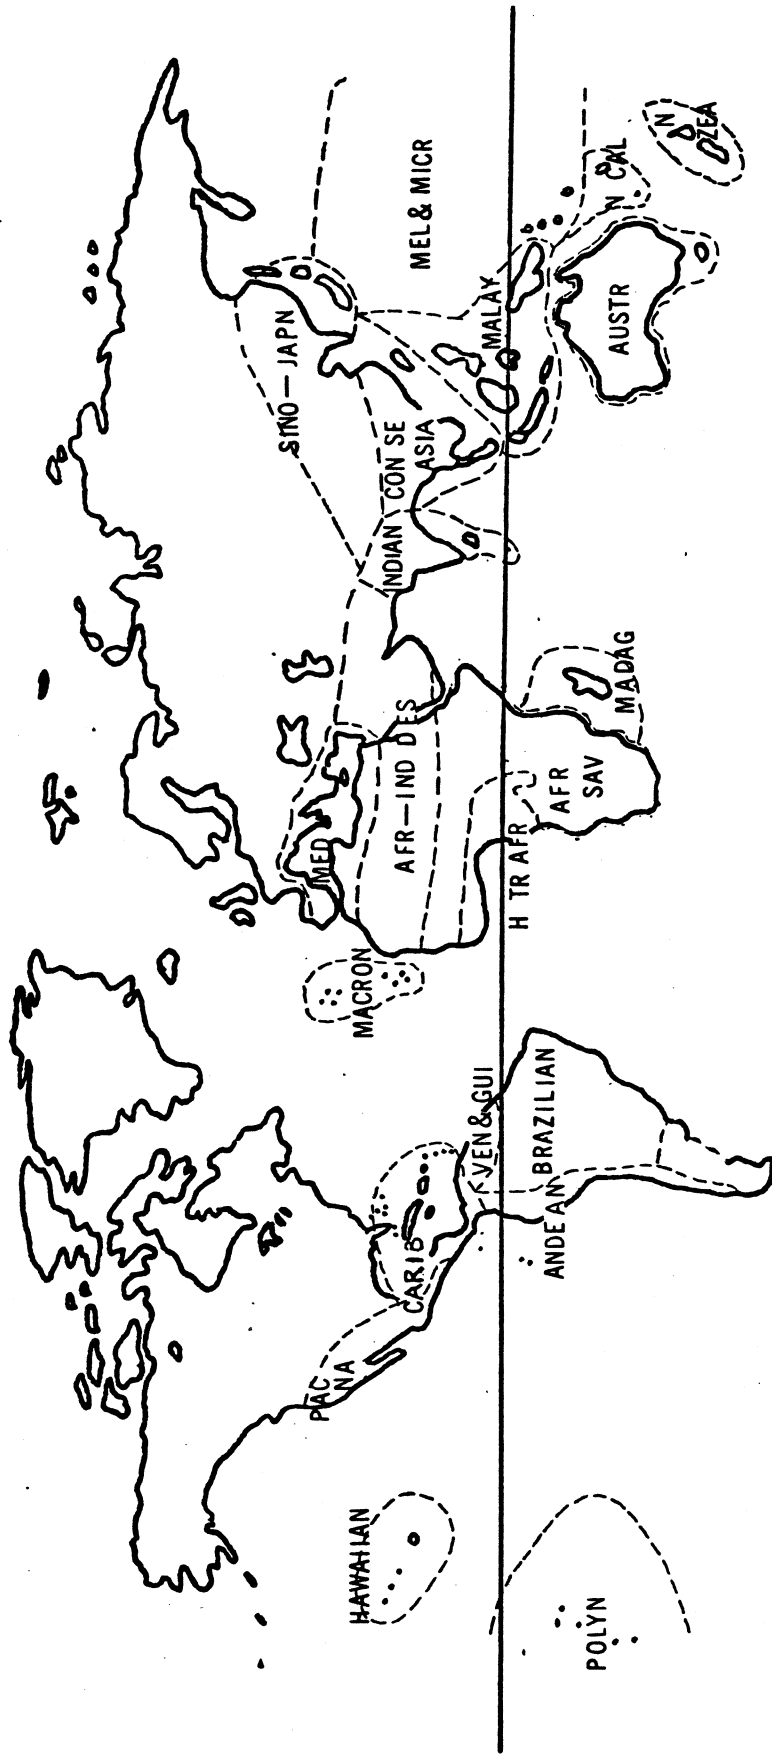 HAWAIIAN
POLYN
PAC
NA
CARIB
VEN & GUI
ANDEAN
BRAZILIAN
MACRON
MED
AFR—IND DES
H TR AFR
AFR
SAV
MADAG
INDIAN
CON SE
ASIA
SINO—JAPN
MALAY
MEL & MICR
AUSTR
N CAL
N
ZEA